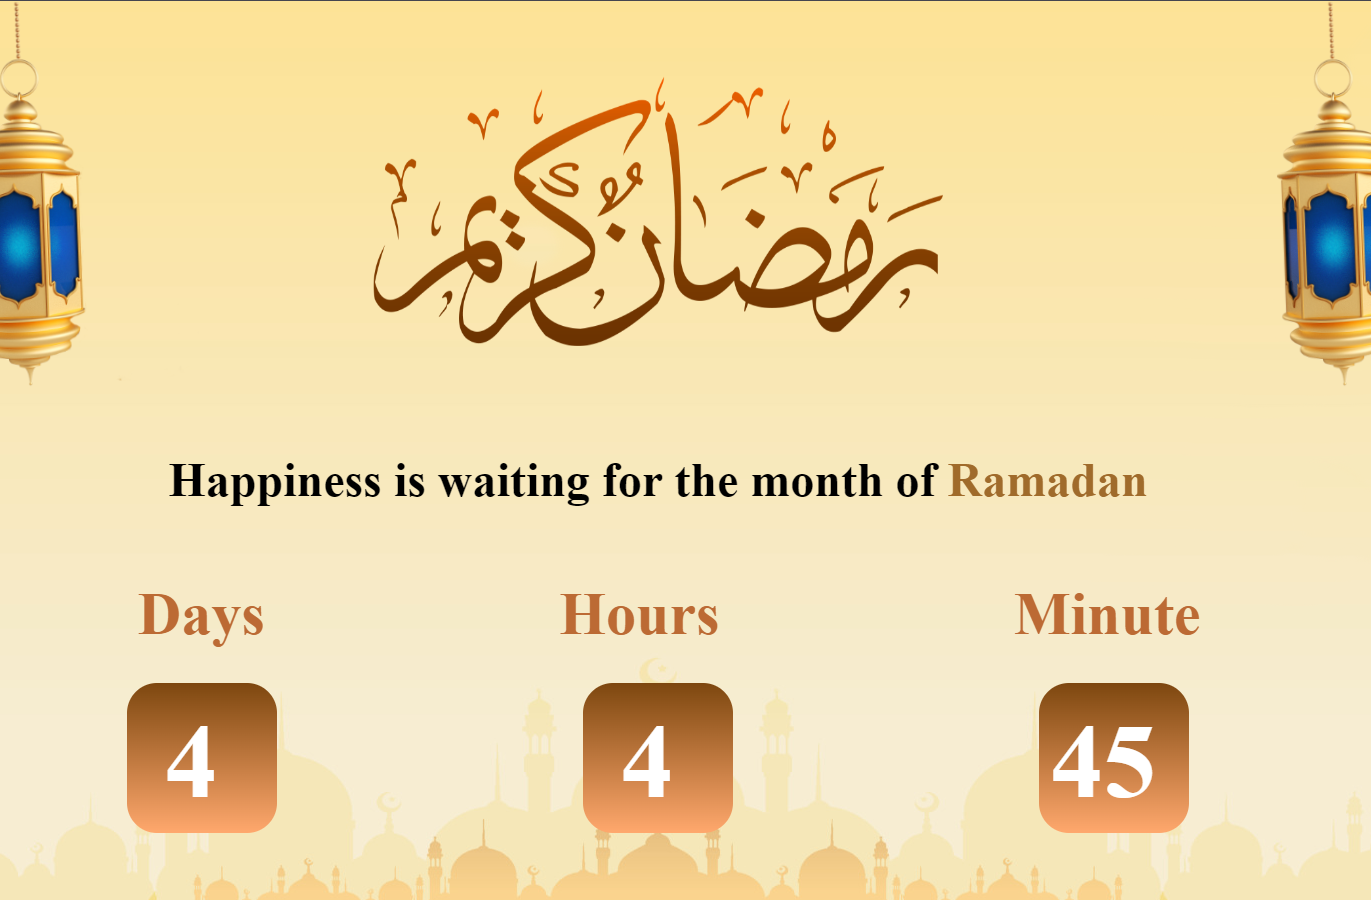 رمضان كريم
Happiness is waiting for the month of Ramadan
Days Hours Minute
4 4 45